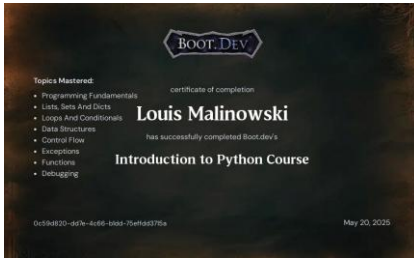 BOOT.DEV
Topics Mastered:
• Programming Fundamentals
• Lists, Sets And Dicts
• Loops And Conditionals
• Data Structures
• Control Flow
• Exceptions
• Functions
• Debugging
certificate of completion
Louis Malinowski
has successfully completed Boot.dev's
Introduction to Python Course
May 20, 2025